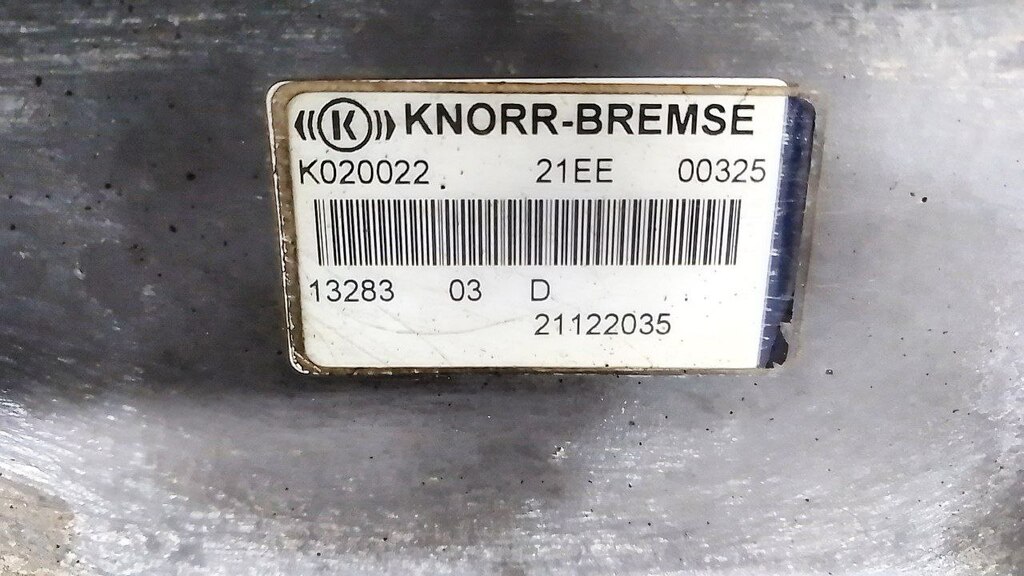 K KNORR-BREMSE
K020022 21EE 00325
13283 03 D
21122035